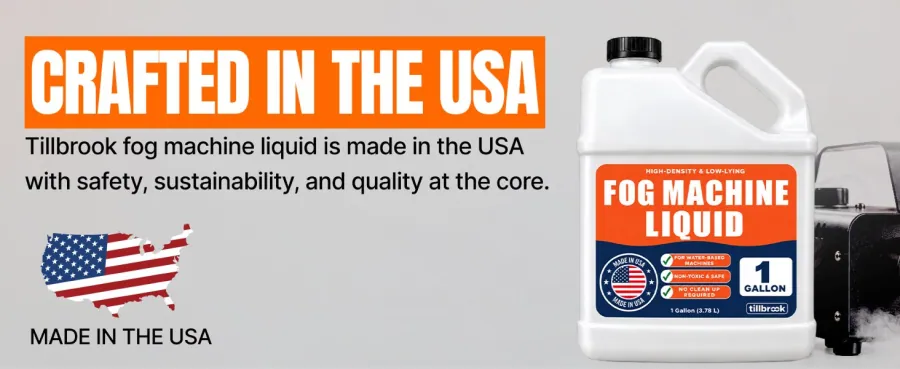 CRAFTED IN THE USA
Tillbrook fog machine liquid is made in the USA
with safety, sustainability, and quality at the core.
MADE IN THE USA
HIGH-DENSITY & LOW-LYING
FOG MACHINE
LIQUID
MADE IN USA
MADE IN USA
FOR WATER-BASED
MACHINES
NON-TOXIC & SAFE
NO CLEAN UP
REQUIRED
1
GALLON
1 Gallon (3.78 L)
tillbrook